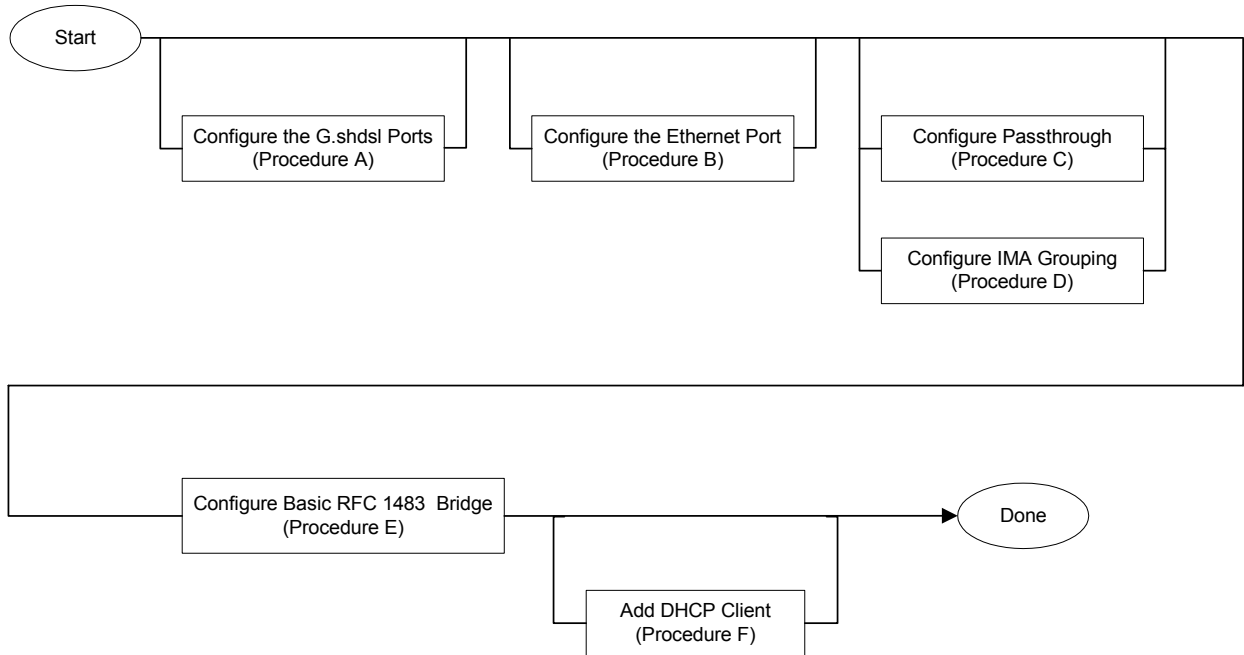 Start
Configure the G.shdsl Ports
(Procedure A)
Configure the Ethernet Port
(Procedure B)
Configure Passthrough
(Procedure C)
Configure IMA Grouping
(Procedure D)
Configure Basic RFC 1483 Bridge
(Procedure E)
Done
Add DHCP Client
(Procedure F)